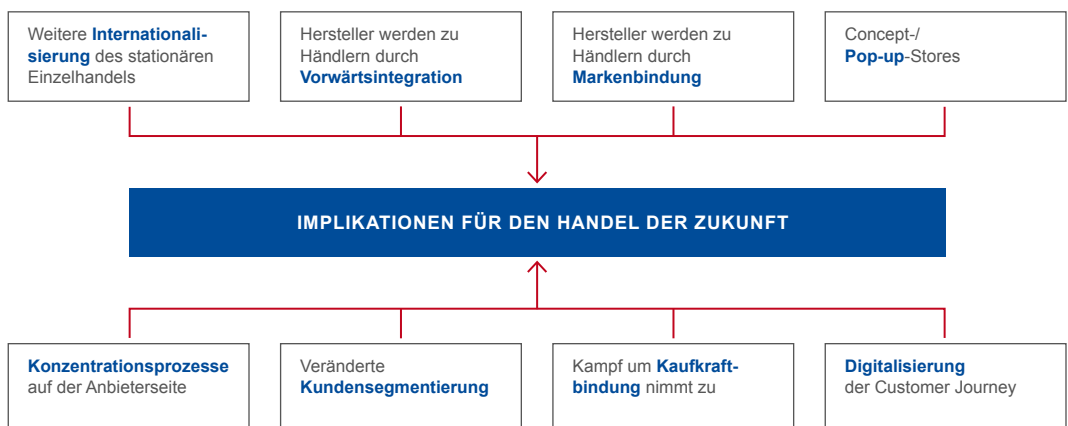 Weitere Internationali-
sierung des stationären
Einzelhandels
Hersteller werden zu
Händlern durch
Vorwärtsintegration
Hersteller werden zu
Händlern durch
Markenbindung
Concept-/
Pop-up-Stores
IMPLIKATIONEN FÜR DEN HANDEL DER ZUKUNFT
Konzentrationsprozesse
auf der Anbieterseite
Veränderte
Kundensegmentierung
Kampf um Kaufkraft-
bindung nimmt zu
Digitalisierung
der Customer Journey